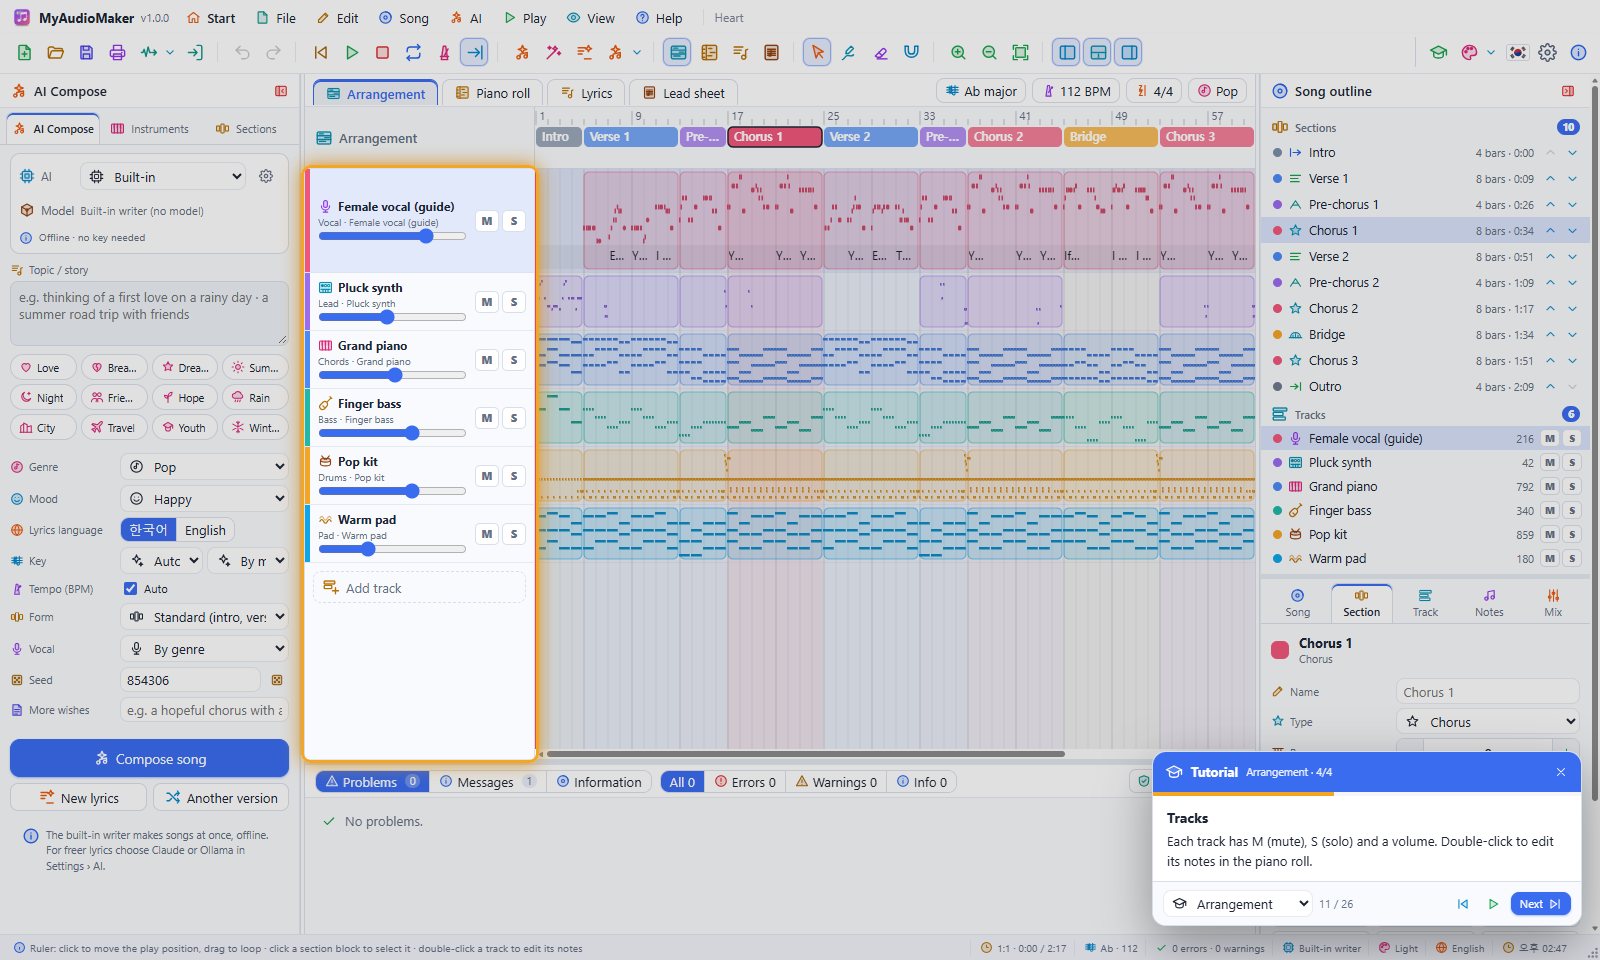 MyAudioMaker v1.0.0 Start File Edit Song AI Play View Help Heart
AI Compose
AI Compose Instruments Sections
AI Built-in
Model Built-in writer (no model)
Offline · no key needed
Topic / story
e.g. thinking of a first love on a rainy day · a
summer road trip with friends
Love Brea... Drea... Sum...
Night Frie... Hope Rain
City Travel Youth Wint...
Genre Pop
Mood Happy
Lyrics language 한국어 English
Key Auto By m
Tempo (BPM) Auto
Form Standard (intro, vers
Vocal By genre
Seed 854306
More wishes e.g. a hopeful chorus with a
Compose song
New lyrics Another version
The built-in writer makes songs at once, offline.
For freer lyrics choose Claude or Ollama in
Settings › AI.
Arrangement Piano roll Lyrics Lead sheet Ab major 112 BPM 4/4 Pop
Arrangement
1 9 17 25 33 41 49 57
Intro Verse 1 Pre-... Chorus 1 Verse 2 Pre-... Chorus 2 Bridge Chorus 3
Female vocal (guide)
Vocal · Female vocal (guide)
M S
E... Y... I ... Y... Y... Y... Y... E... T... Y... Y... Y... If... I ... I ... Y... Y... Y...
Pluck synth
Lead · Pluck synth
M S
Grand piano
Chords · Grand piano
M S
Finger bass
Bass · Finger bass
M S
Pop kit
Drums · Pop kit
M S
Warm pad
Pad · Warm pad
M S
Add track
Problems 0 Messages 1 Information All 0 Errors 0 Warnings 0 Info 0
No problems.
Song outline
Sections 10
Intro 4 bars · 0:00
Verse 1 8 bars · 0:09
Pre-chorus 1 4 bars · 0:26
Chorus 1 8 bars · 0:34
Verse 2 8 bars · 0:51
Pre-chorus 2 4 bars · 1:09
Chorus 2 8 bars · 1:17
Bridge 8 bars · 1:34
Chorus 3 8 bars · 1:51
Outro 4 bars · 2:09
Tracks 6
Female vocal (guide) 216 M S
Pluck synth 42 M S
Grand piano 792 M S
Finger bass 340 M S
Pop kit 859 M S
Warm pad 180 M S
Song Section Track Notes Mix
Chorus 1
Chorus
Name Chorus 1
Type Chorus
Tutorial Arrangement · 4/4
Tracks
Each track has M (mute), S (solo) and a volume. Double-click to edit
its notes in the piano roll.
Arrangement 11 / 26 Next
Ruler: click to move the play position, drag to loop · click a section block to select it · double-click a track to edit its notes
1:1 · 0:00 / 2:17 Ab · 112 0 errors · 0 warnings Built-in writer Light English 오후 02:47